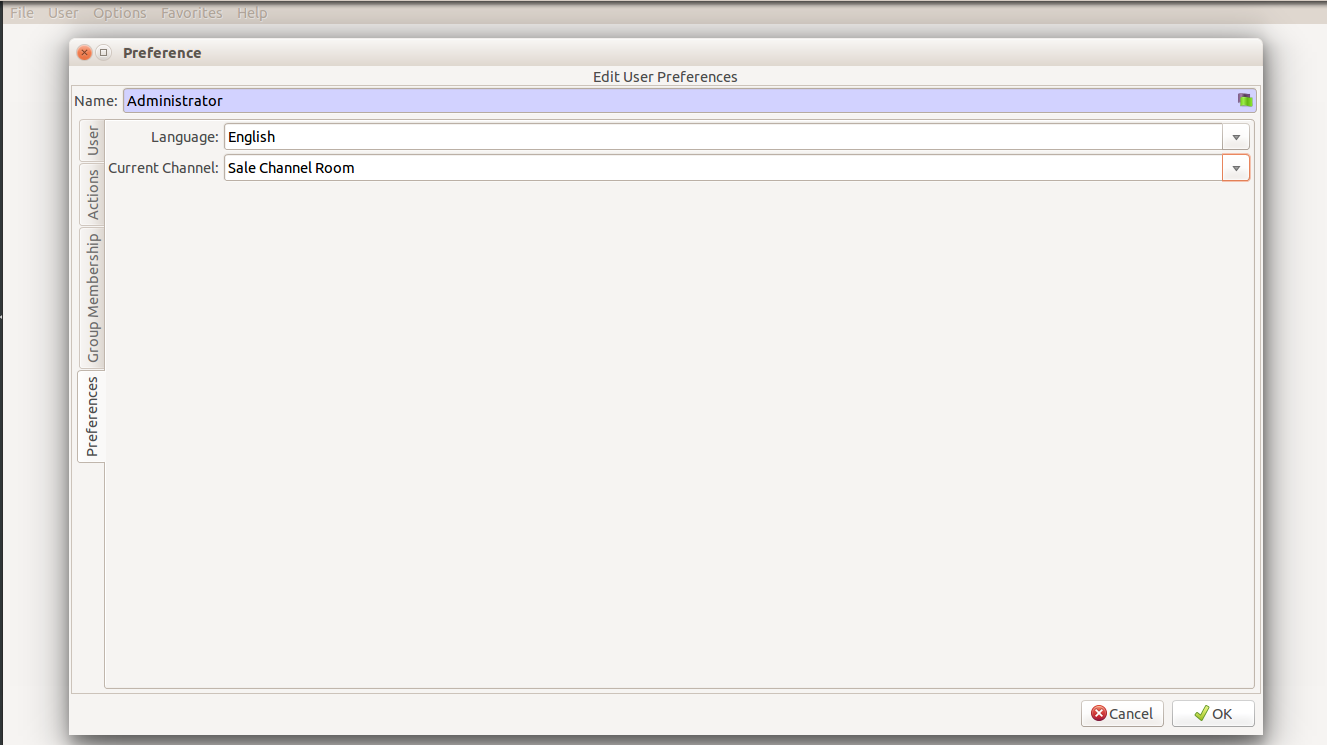 File User Options Favorites Help
Preference
Edit User Preferences
Name: Administrator
User
Language: English
Current Channel: Sale Channel Room
Actions
Group Membership
Preferences
Cancel OK